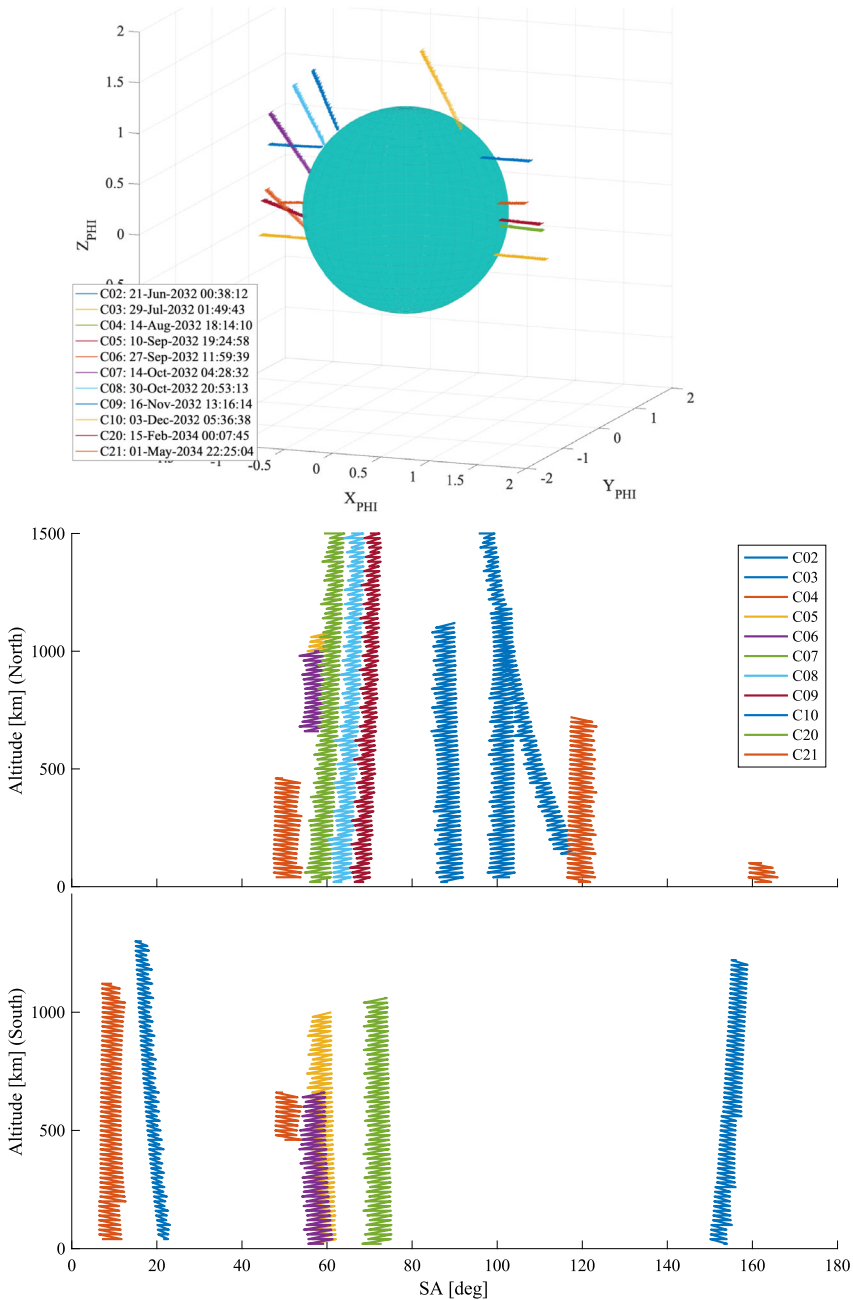 2
1.5
1
0.5
0
Z_PHI
C02: 21-Jun-2032 00:38:12
C03: 29-Jul-2032 01:49:43
C04: 14-Aug-2032 18:14:10
C05: 10-Sep-2032 19:24:58
C06: 27-Sep-2032 11:59:39
C07: 14-Oct-2032 04:28:32
C08: 30-Oct-2032 20:53:13
C09: 16-Nov-2032 13:16:14
C10: 03-Dec-2032 05:36:38
C20: 15-Feb-2034 00:07:45
C21: 01-May-2034 22:25:04
-0.5 0 0.5 1 1.5 2
X_PHI
-2 -1 0 1 2
Y_PHI
1500
1000
500
0
Altitude [km] (North)
C02
C03
C04
C05
C06
C07
C08
C09
C10
C20
C21
1000
500
0
Altitude [km] (South)
0 20 40 60 80 100 120 140 160 180
SA [deg]